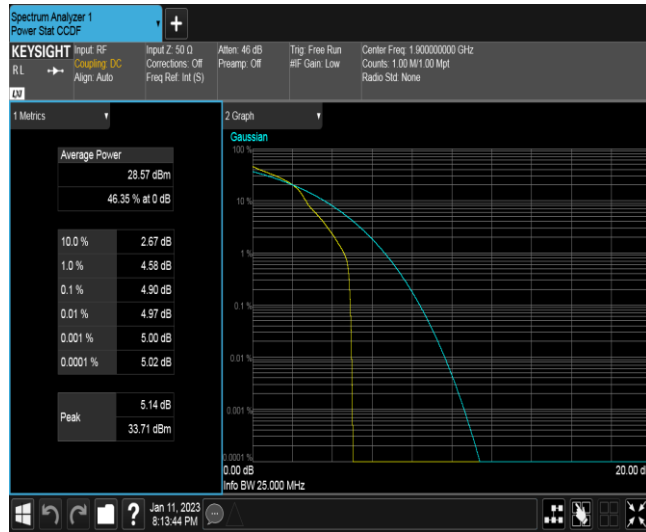 Spectrum Analyzer 1
Power Stat CCDF
+
KEYSIGHT
RL
LXI
Input: RF
Coupling: DC
Align: Auto
Input Z: 50 Ω
Corrections: Off
Freq Ref: Int (S)
Atten: 46 dB
Preamp: Off
Trig: Free Run
#IF Gain: Low
Center Freq: 1.900000000 GHz
Counts: 1.00 M/1.00 Mpt
Radio Std: None
1 Metrics
Average Power
28.57 dBm
46.35 % at 0 dB
10.0 % 2.67 dB
1.0 % 4.58 dB
0.1 % 4.90 dB
0.01 % 4.97 dB
0.001 % 5.00 dB
0.0001 % 5.02 dB
Peak
5.14 dB
33.71 dBm
2 Graph
Gaussian
100 %
10 %
1 %
0.1 %
0.01 %
0.001 %
0.0001 %
0.00 dB 20.00 d
Info BW 25.000 MHz
?
Jan 11, 2023
8:13:44 PM